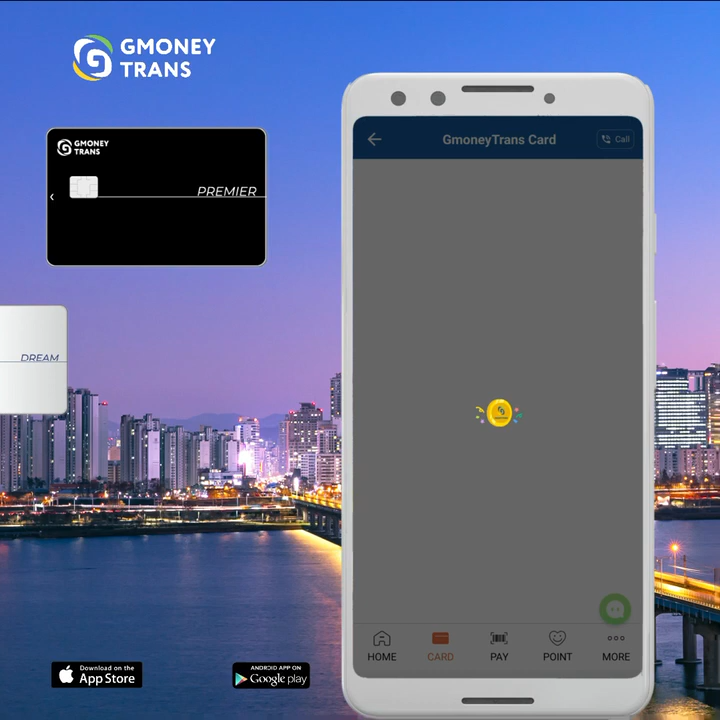 GMONEY
TRANS
GMONEY
TRANS
PREMIER
DREAM
GmoneyTrans Card
Call
HOME
CARD
PAY
POINT
MORE
Download on the
App Store
ANDROID APP ON
Google play